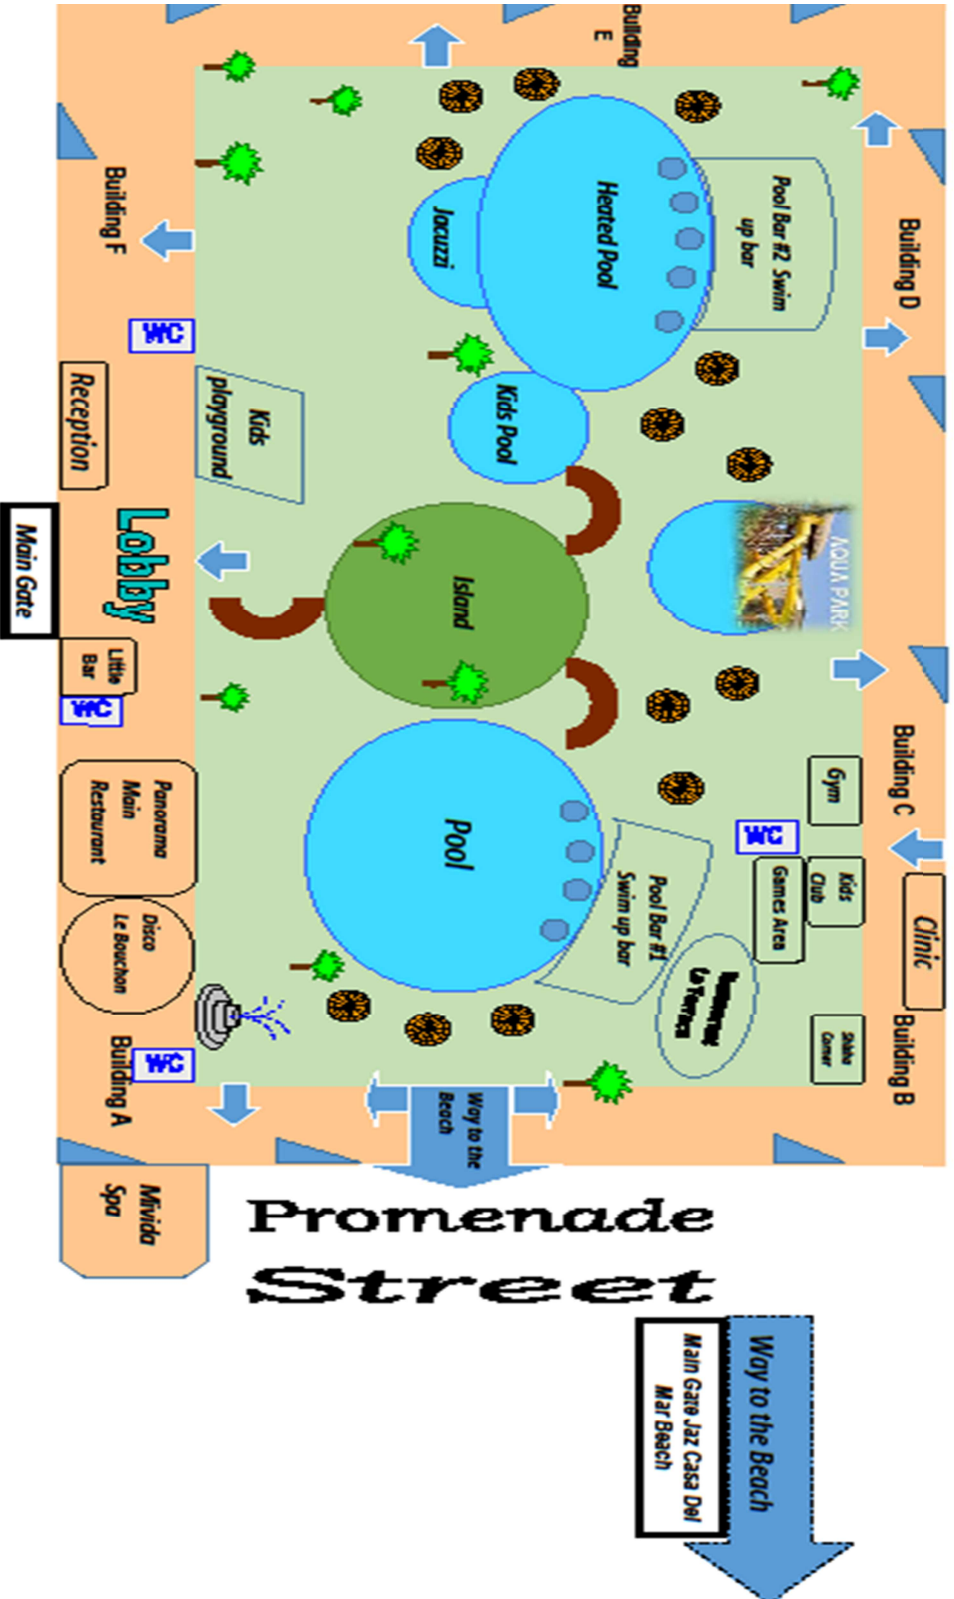 Building
E
Building D
Pool Bar #2 Swim
up bar
Heated Pool
Jacuzzi
Building F
WC
Kids
playground
Reception
Kids Pool
AQUA PARK
Island
Lobby
Main Gate
Little
Bar
WC
Building C
Gym
WC
Kids
Club
Games Area
Clinic
Pool
Pool Bar #1
Swim up bar
Panorama
Main
Restaurant
Disco
Le Bouchon
Restaurant
Shisha
Corner
Building B
WC
Building A
Way to the
Beach
Mivida
Spa
Promenade
Street
Way to the Beach
Main Gate Jaz Casa Del
Mar Beach